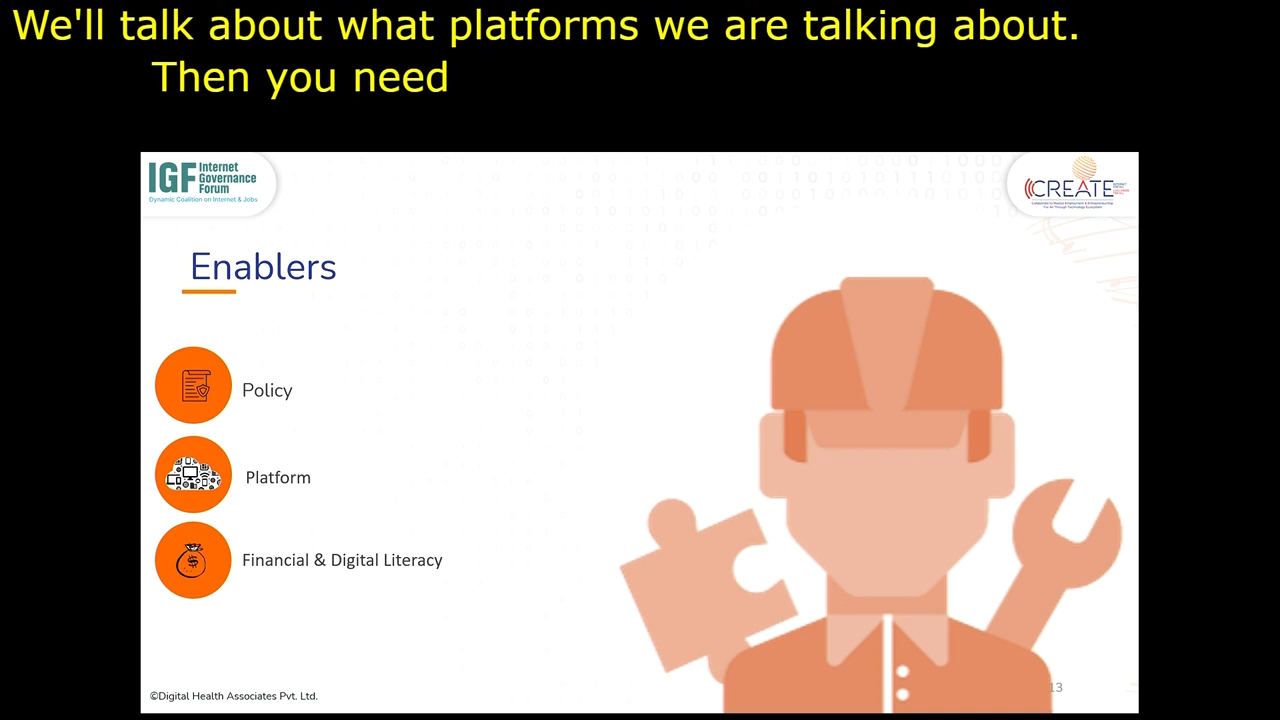 We'll talk about what platforms we are talking about.
Then you need
IGF Internet
Governance
Forum
Dynamic Coalition on Internet & Jobs
CREATE
Enablers
Policy
Platform
Financial & Digital Literacy
©Digital Health Associates Pvt. Ltd.
13